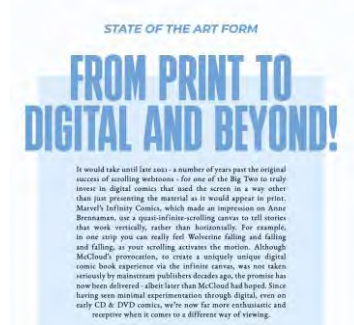 STATE OF THE ART FORM
FROM PRINT TO
DIGITAL AND BEYOND!
It would take until late 2021 - a number of years past the original
success of scrolling webtoons - for one of the Big Two to truly
invest in digital comics that used the screen in a way other
than just presenting the material as it would appear in print.
Marvel's Infinity Comics, which made an impression on Anne
Brennaman, use a quasi-infinite-scrolling canvas to tell stories
that work vertically, rather than horizontally. For example,
in one strip you can really feel Wolverine falling and falling
and falling, as your scrolling activates the motion. Although
McCloud's provocation, to create a uniquely unique digital
comic book experience via the infinite canvas, was not taken
seriously by mainstream publishers decades ago, the promise has
now been delivered - albeit later than McCloud had hoped. Since
having seen minimal experimentation through digital, even on
early CD & DVD comics, we're now far more enthusiastic and
receptive when it comes to a different way of viewing.